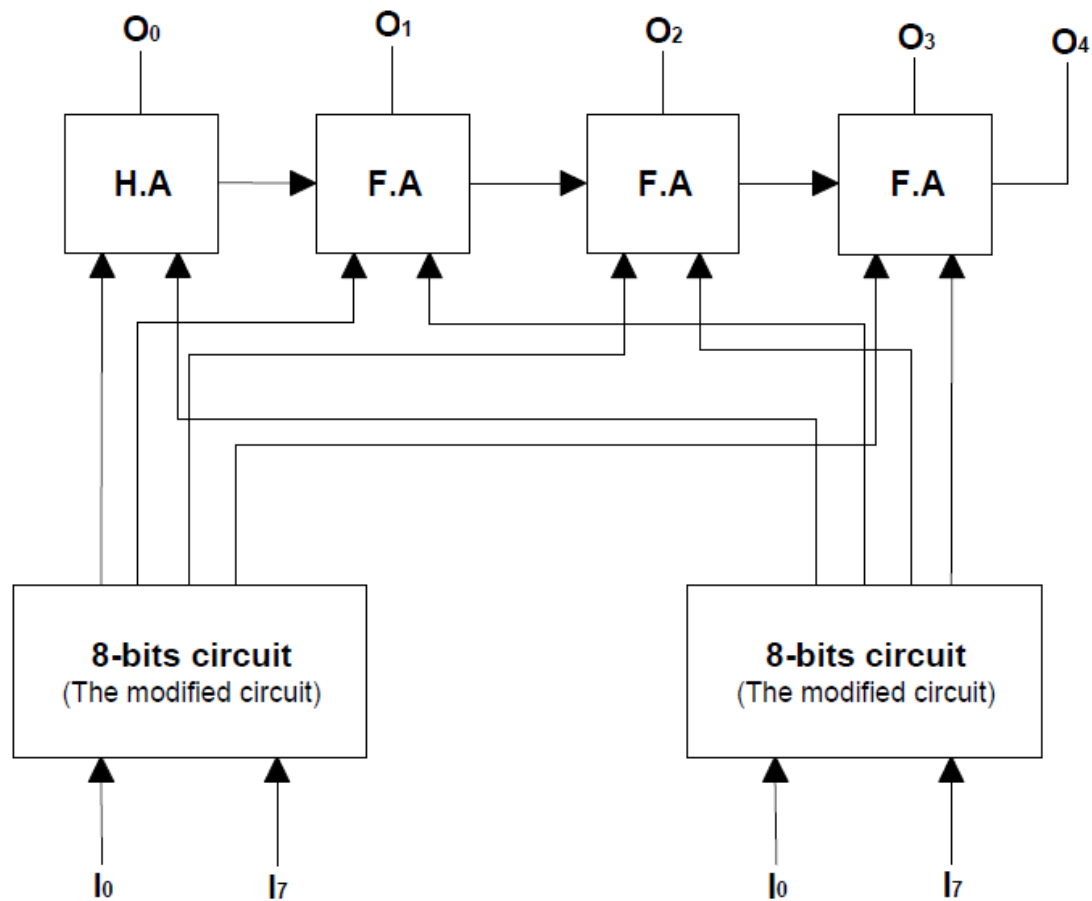 O₀ O₁ O₂ O₃ O₄
H.A F.A F.A F.A
8-bits circuit
(The modified circuit)
8-bits circuit
(The modified circuit)
I₀ I₇ I₀ I₇